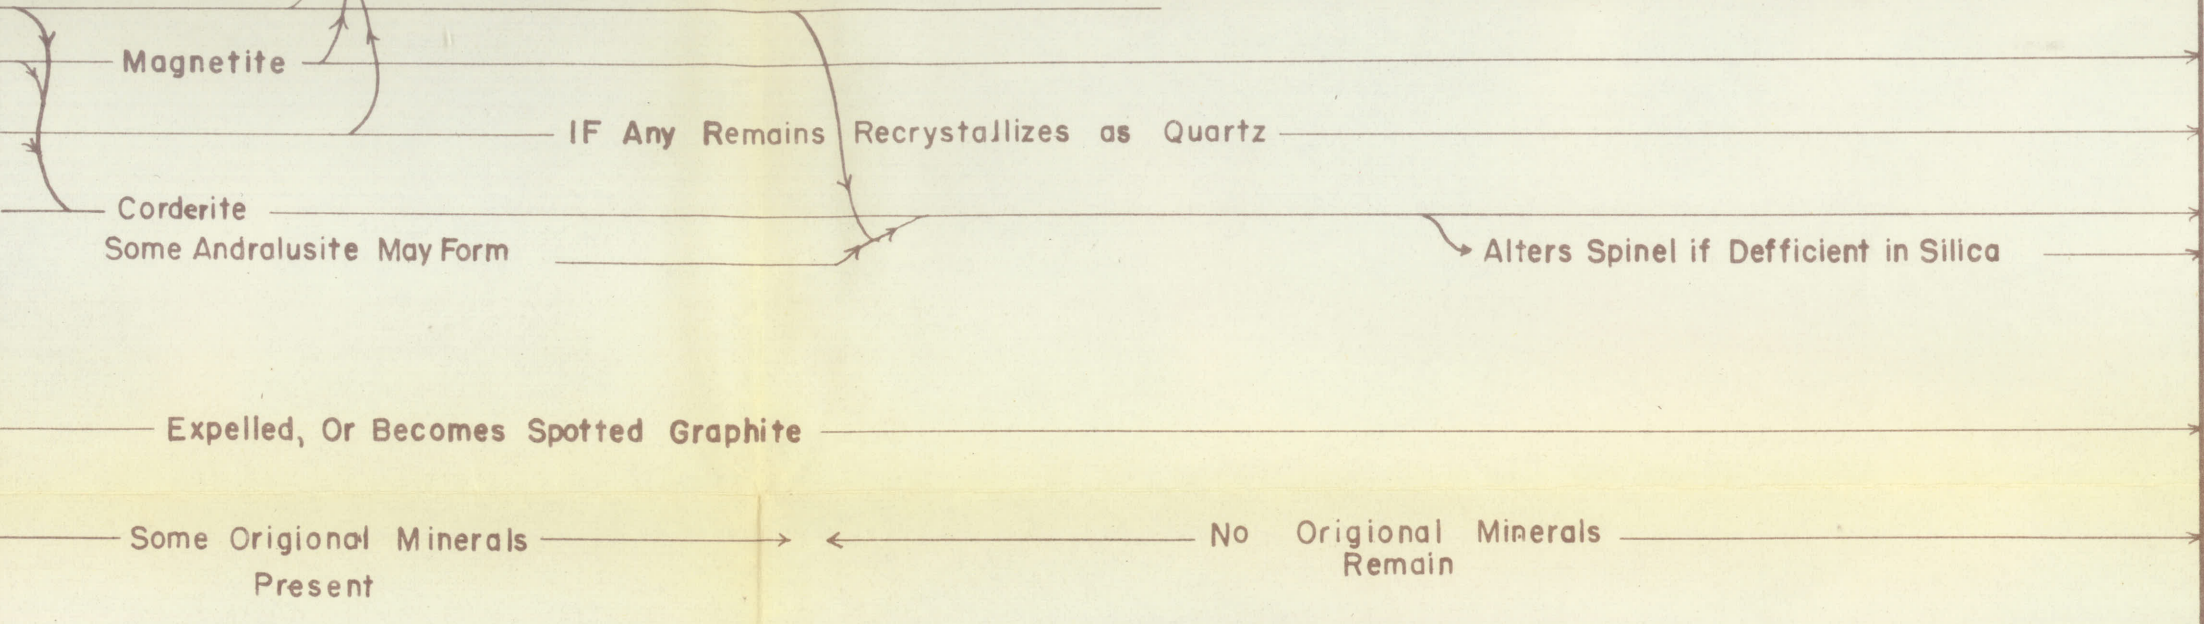 Magnetite
IF Any Remains Recrystallizes as Quartz
Corderite
Some Andralusite May Form
Alters Spinel if Defficient in Silica
Expelled, Or Becomes Spotted Graphite
Some Origional Minerals
Present
No Origional Minerals
Remain